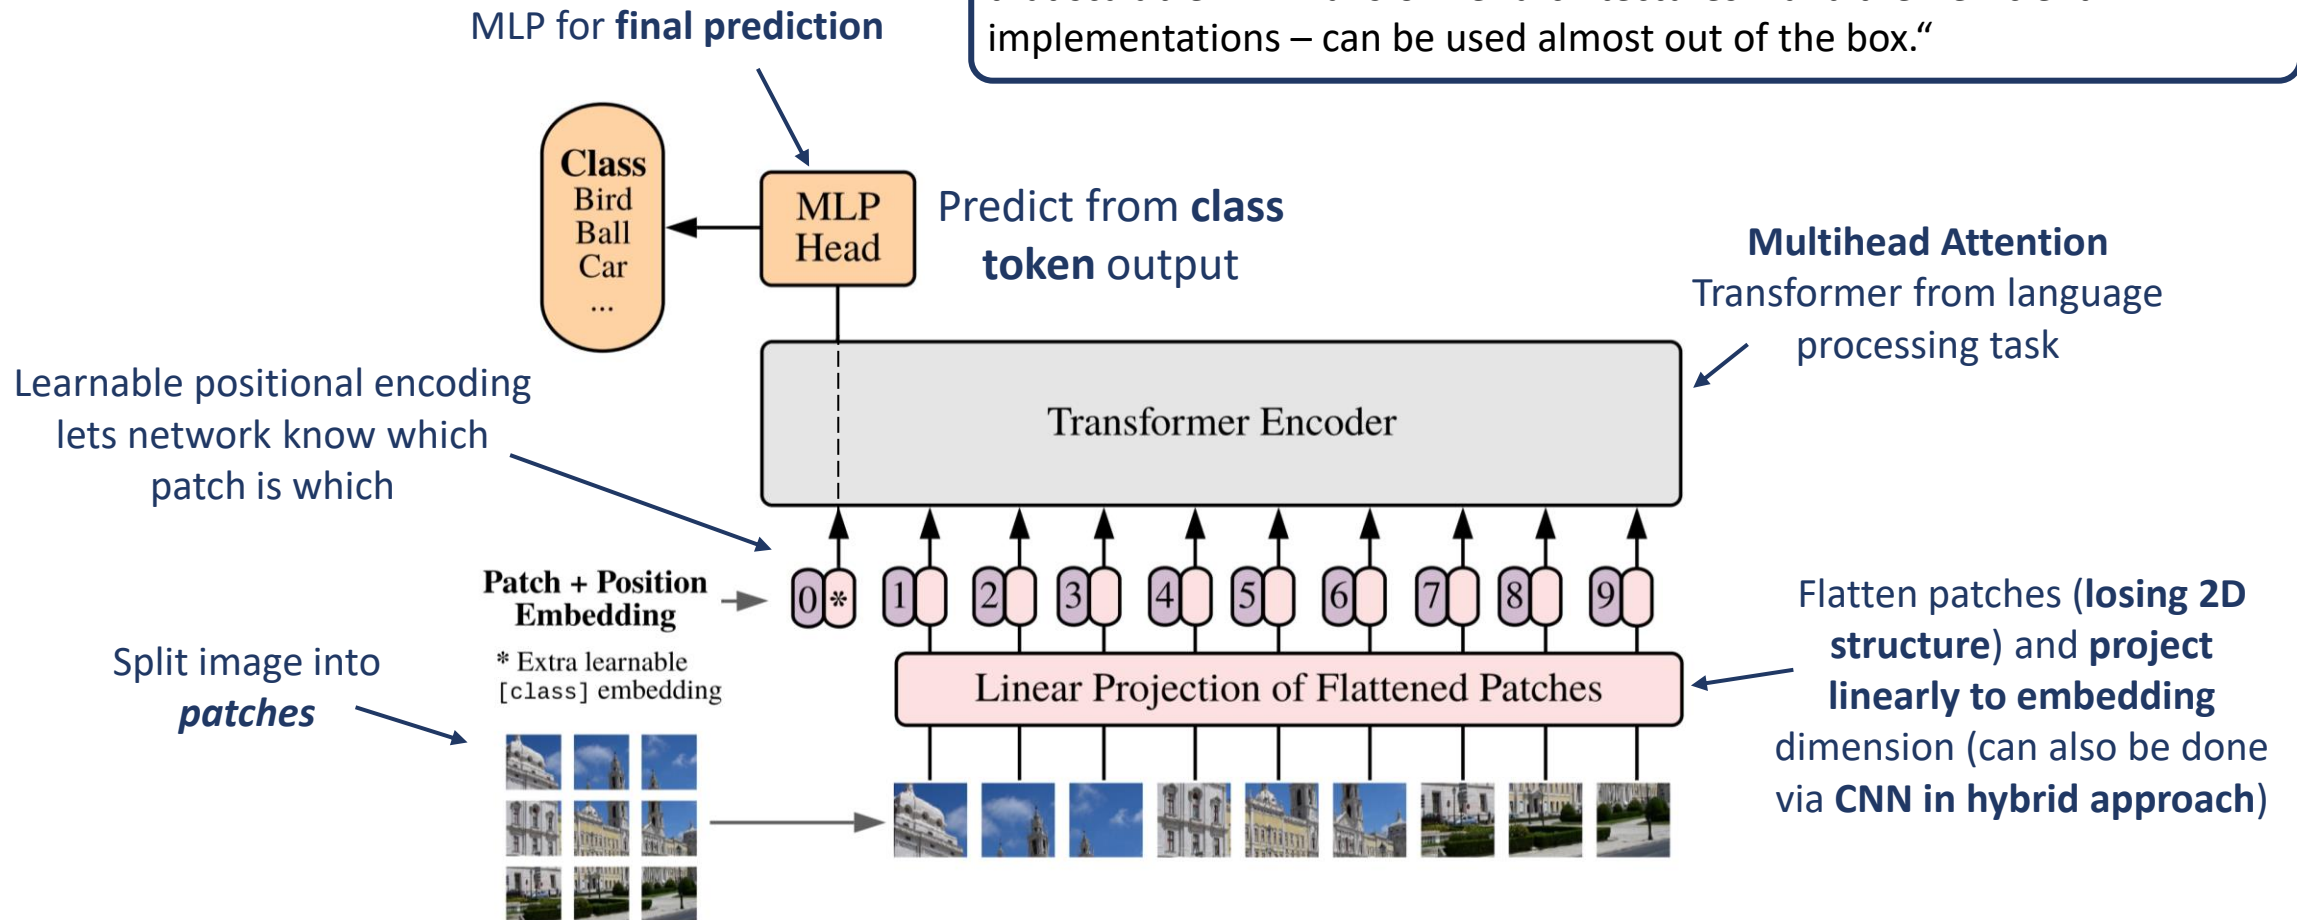 implementations – can be used almost out of the box.“
MLP for final prediction
Class
Bird
Ball
Car
...
MLP
Head
Predict from class
token output
Multihead Attention
Transformer from language
processing task
Learnable positional encoding
lets network know which
patch is which
Transformer Encoder
Patch + Position
Embedding
0 * 1 2 3 4 5 6 7 8 9
* Extra learnable
[class] embedding
Split image into
patches
Linear Projection of Flattened Patches
Flatten patches (losing 2D
structure) and project
linearly to embedding
dimension (can also be done
via CNN in hybrid approach)